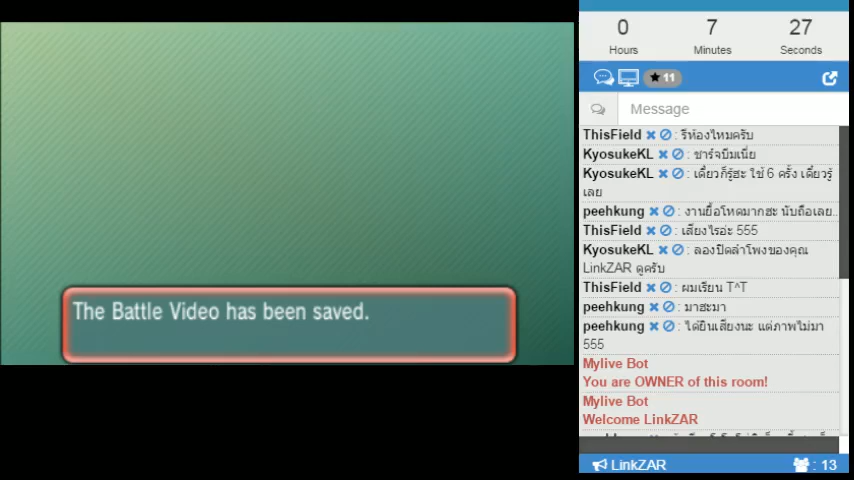 0 7 27
Hours Minutes Seconds
11
Message
ThisField : รีห้องไหมครับ
KyosukeKL : ชาร์จบีมเนี่ย
KyosukeKL : เดี๋ยวก็รู้ฮะ ใช้ 6 ครั้ง เดี๋ยวรู้
เลย
peehkung : งานยื้อโหดมากฮะ นับถือเลย..
ThisField : เสียงไรอ่ะ 555
KyosukeKL : ลองปิดลำโพงของคุณ
LinkZAR ดูครับ
ThisField : ผมเรียน T^T
peehkung : มาฮะมา
peehkung : ได้ยินเสียงนะ แต่ภาพไม่มา
555
Mylive Bot
You are OWNER of this room!
Mylive Bot
Welcome LinkZAR
LinkZAR : 13
The Battle Video has been saved.